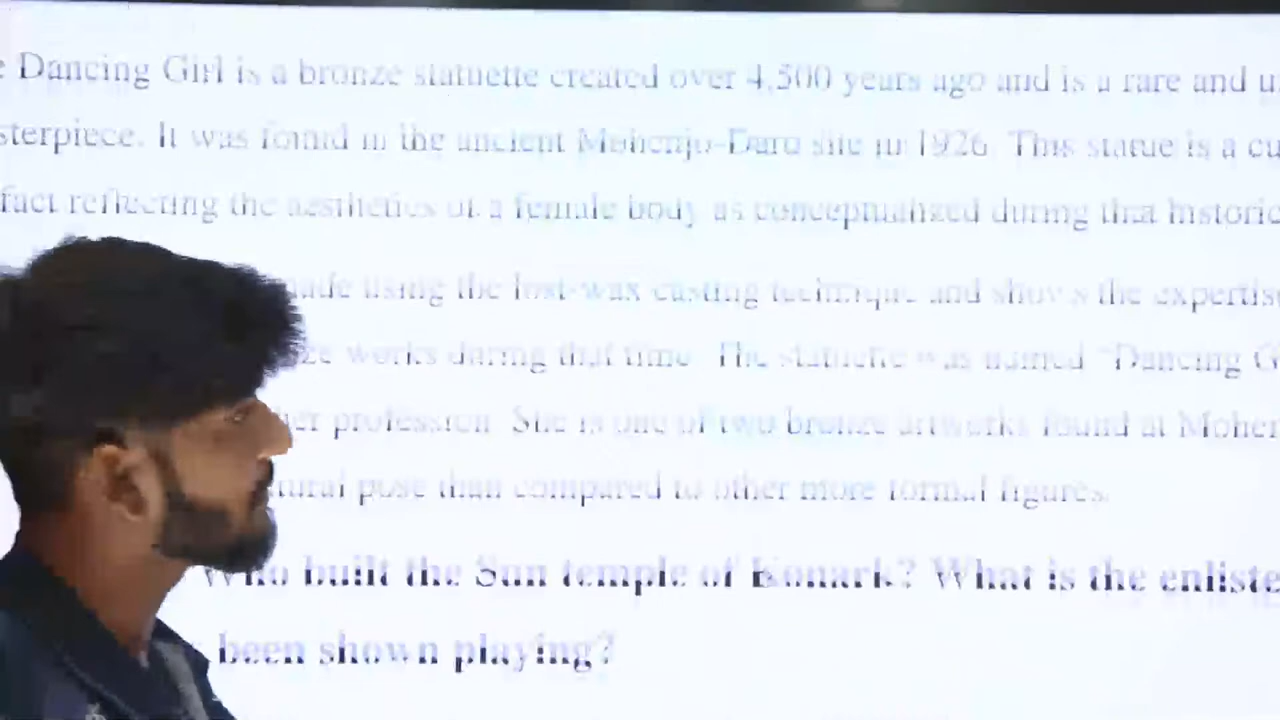 Dancing Girl is a bronze statuette created over 4,500 years ago and is a rare and u
sterpiece. It was found in the ancient Mohenjo-Daro site in 1926. This statue is a cu
fact reflecting the aesthetics of a female body as conceptualized during that historic
made using the lost-wax casting technique and shows the expertise
ze works during that time. The statuette was named "Dancing G
er profession. She is one of two bronze artworks found at Mohen
tural pose than compared to other more formal figures.
Who built the Sun temple of Konark? What is the enliste
been shown playing?